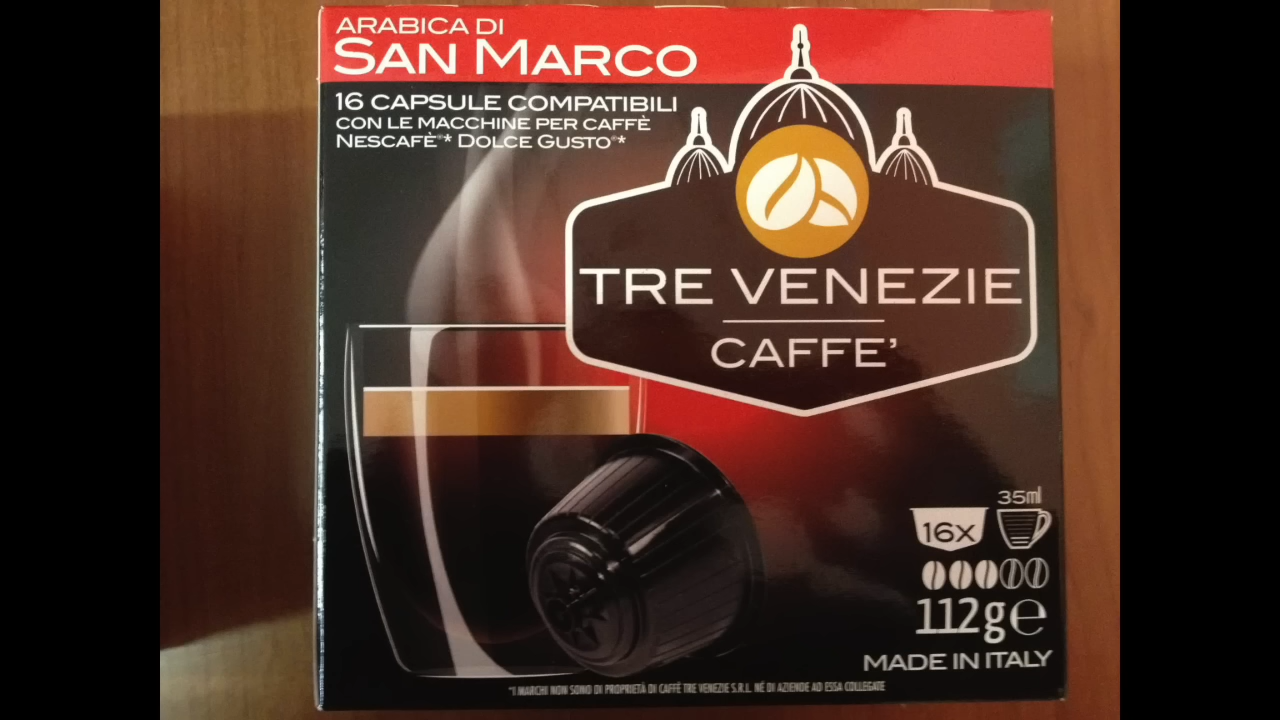 ARABICA DI
SAN MARCO
16 CAPSULE COMPATIBILI
CON LE MACCHINE PER CAFFÈ
NESCAFÈ®* DOLCE GUSTO®*
TRE VENEZIE
CAFFE'
35ml
16X
112g℮
MADE IN ITALY
*I MARCHI NON SONO DI PROPRIETÀ DI CAFFÈ TRE VENEZIE S.R.L. NÉ DI AZIENDE AD ESSA COLLEGATE